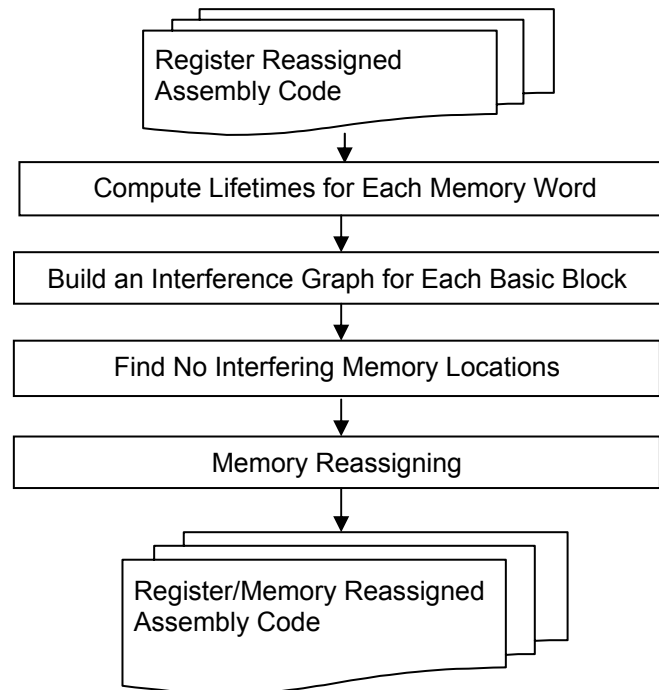 Register Reassigned
Assembly Code
Compute Lifetimes for Each Memory Word
Build an Interference Graph for Each Basic Block
Find No Interfering Memory Locations
Memory Reassigning
Register/Memory Reassigned
Assembly Code